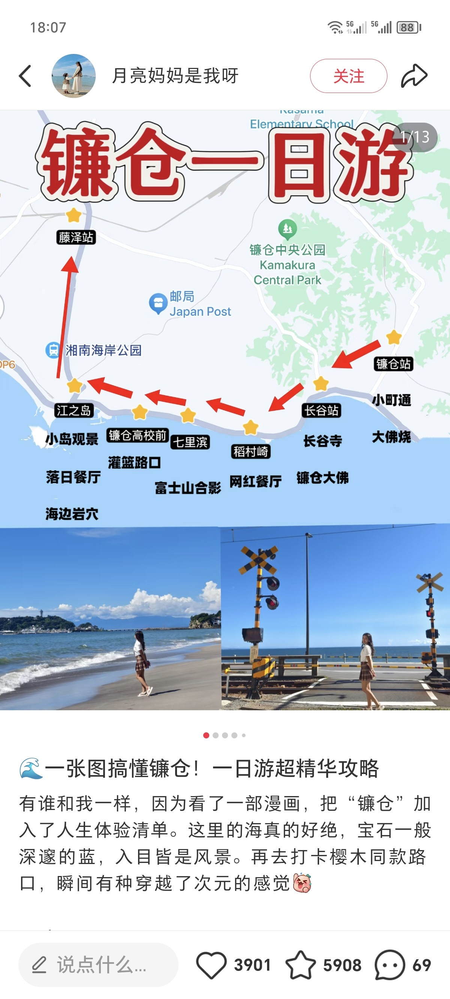 18:07
5G
5G
88
月亮妈妈是我呀
关注
Kasama
Elementary School
1/13
镰仓一日游
藤泽站
镰仓中央公园
Kamakura
Central Park
邮局
Japan Post
湘南海岸公园
OP6
镰仓站
小町通
大佛烧
长谷站
长谷寺
镰仓大佛
稻村崎
网红餐厅
七里滨
富士山合影
镰仓高校前
灌篮路口
江之岛
小岛观景
落日餐厅
海边岩穴
🌊一张图搞懂镰仓！一日游超精华攻略
有谁和我一样，因为看了一部漫画，把“镰仓”加
入了人生体验清单。这里的海真的好绝，宝石一般
深邃的蓝，入目皆是风景。再去打卡樱木同款路
口，瞬间有种穿越了次元的感觉
说点什么...
3901
5908
69